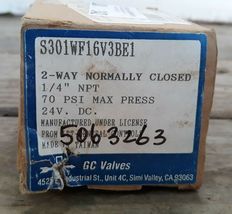 S301WF16V3BE1
2-WAY NORMALLY CLOSED
1/4" NPT
70 PSI MAX PRESS
24V. DC.
MANUFACTURED UNDER LICENSE
FROM
5063263
MADE IN TAIWAN
GC Valves
Industrial St., Unit 4C, Simi Valley, CA 93063